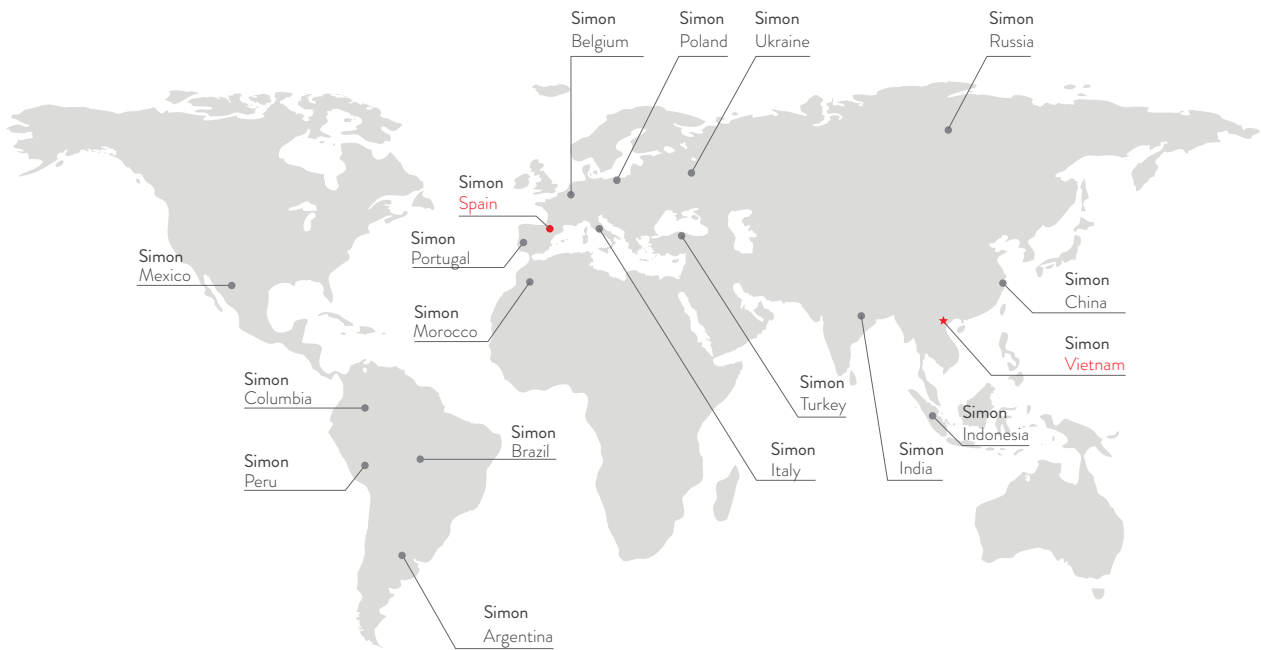 Simon
Belgium
Simon
Poland
Simon
Ukraine
Simon
Russia
Simon
Spain
Simon
Portugal
Simon
Mexico
Simon
China
Simon
Morocco
Simon
Vietnam
Simon
Columbia
Simon
Turkey
Simon
Indonesia
Simon
Brazil
Simon
Italy
Simon
India
Simon
Peru
Simon
Argentina